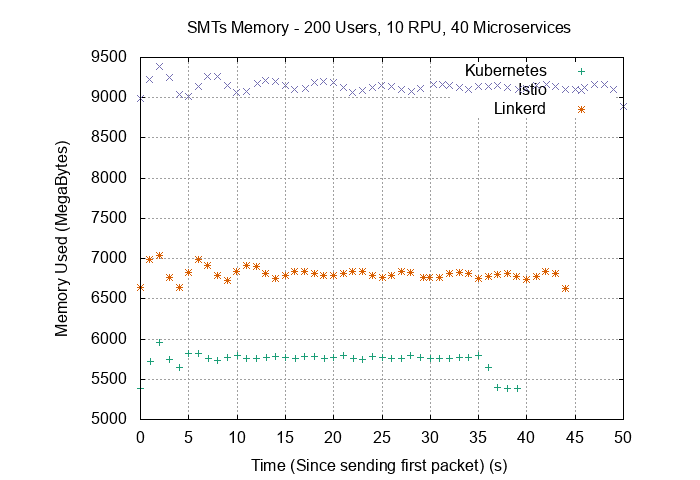 SMTs Memory - 200 Users, 10 RPU, 40 Microservices
9500
9000
8500
8000
7500
7000
6500
6000
5500
5000
Memory Used (MegaBytes)
Kubernetes
Istio
Linkerd
0 5 10 15 20 25 30 35 40 45 50
Time (Since sending first packet) (s)